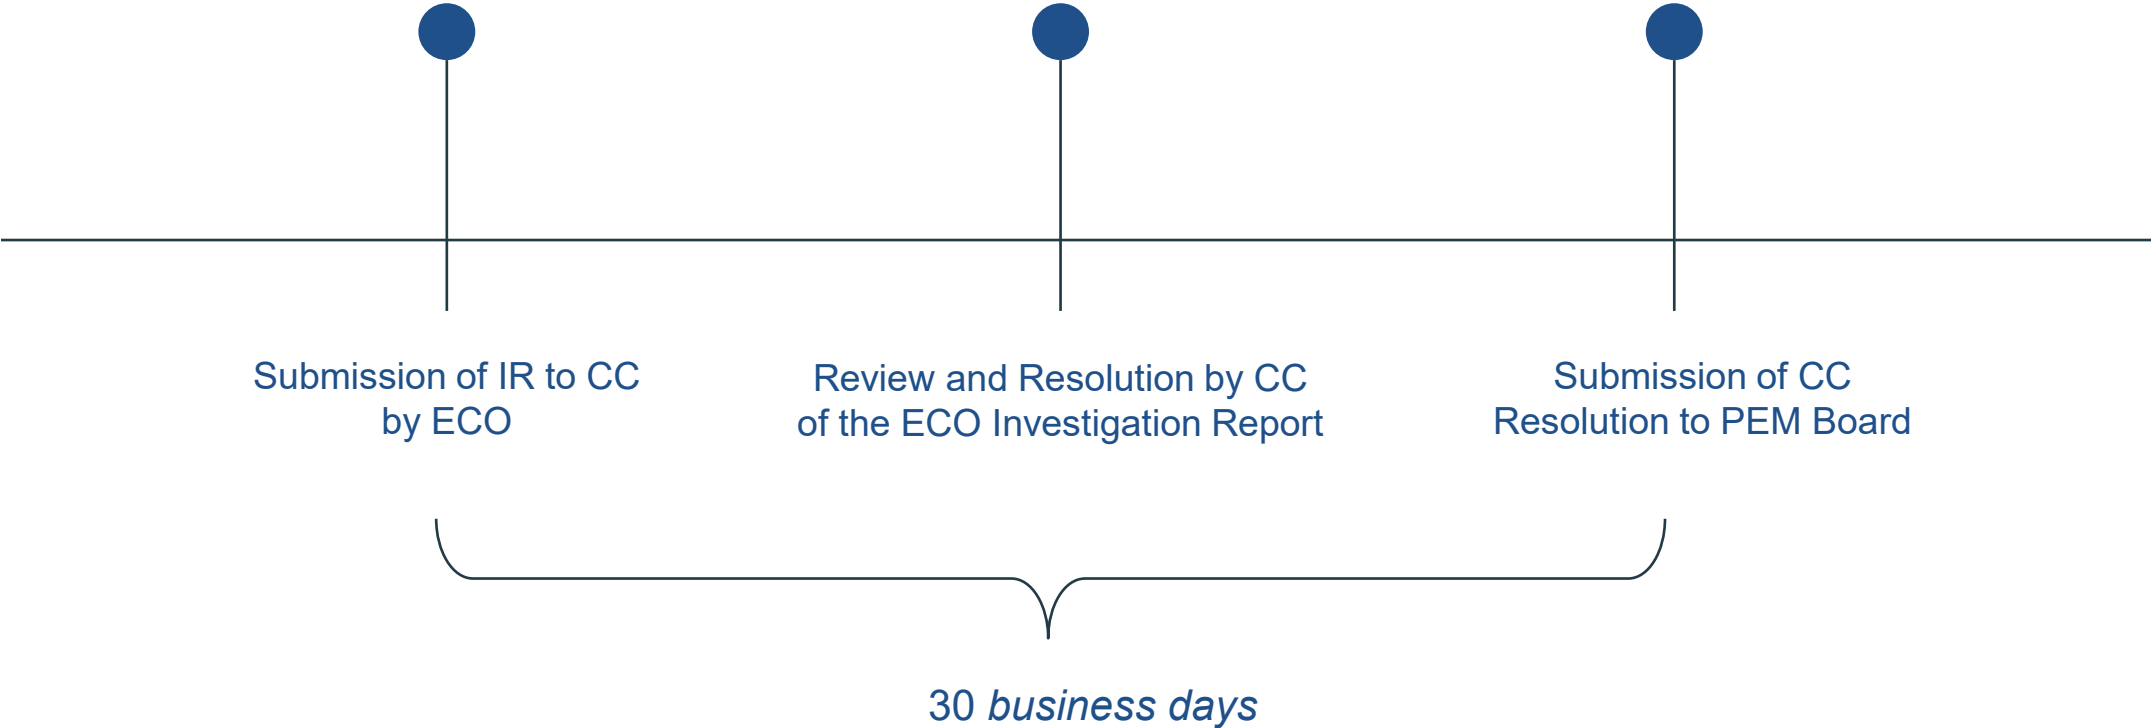 Submission of IR to CC
by ECO
Review and Resolution by CC
of the ECO Investigation Report
Submission of CC
Resolution to PEM Board
30 business days